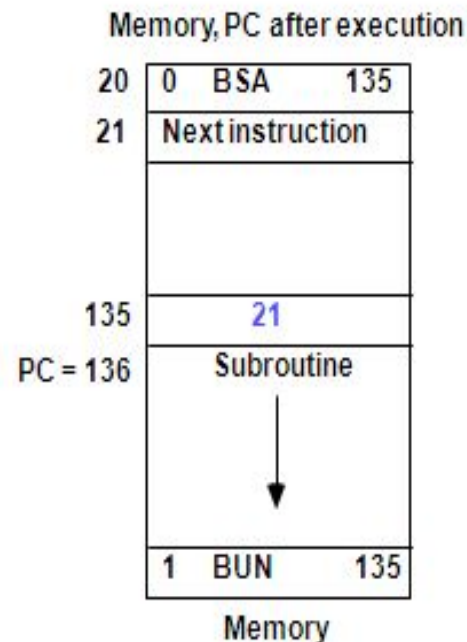 Memory, PC after execution
20 0 BSA 135
21 Next instruction
135 21
PC = 136 Subroutine
1 BUN 135
Memory